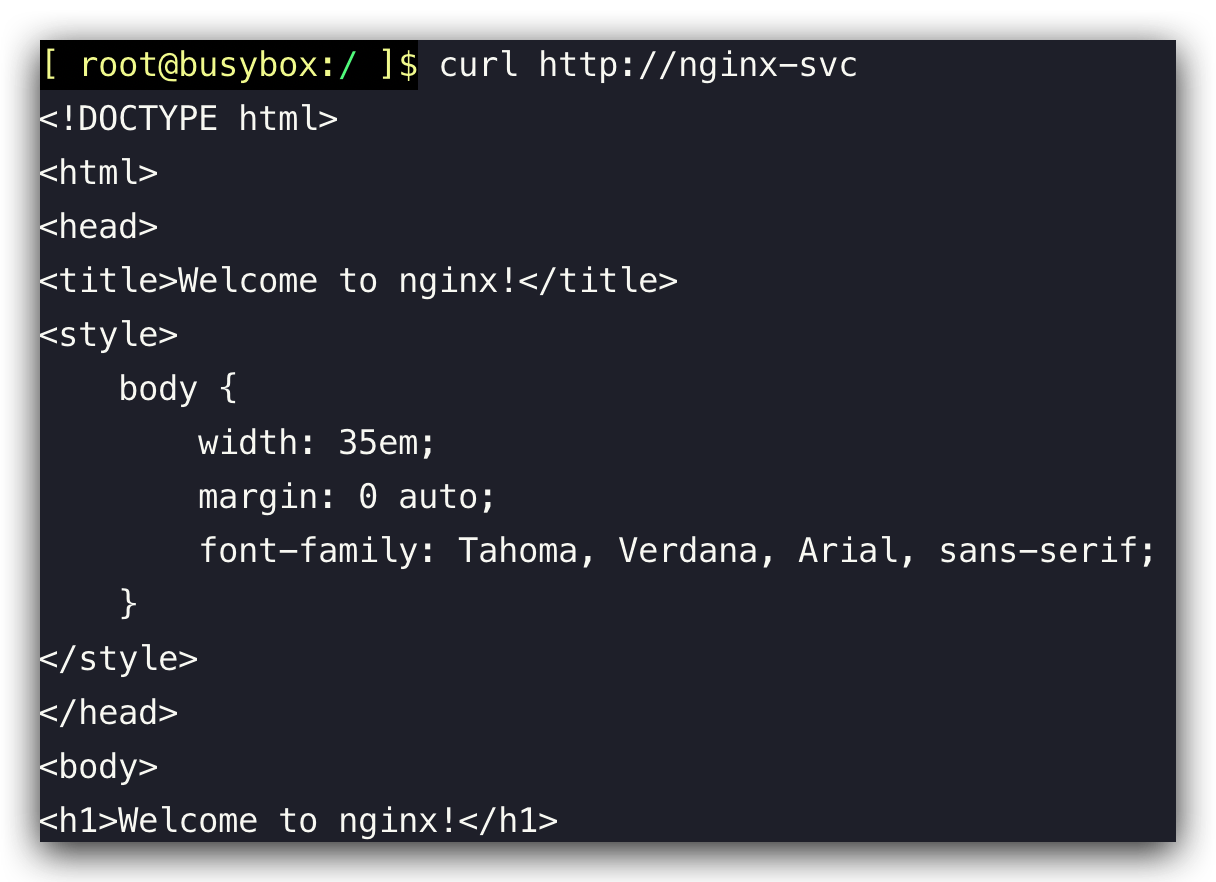 [ root@busybox:/ ]$ curl http://nginx-svc
<!DOCTYPE html>
<html>
<head>
<title>Welcome to nginx!</title>
<style>
    body {
        width: 35em;
        margin: 0 auto;
        font-family: Tahoma, Verdana, Arial, sans-serif;
    }
</style>
</head>
<body>
<h1>Welcome to nginx!</h1>